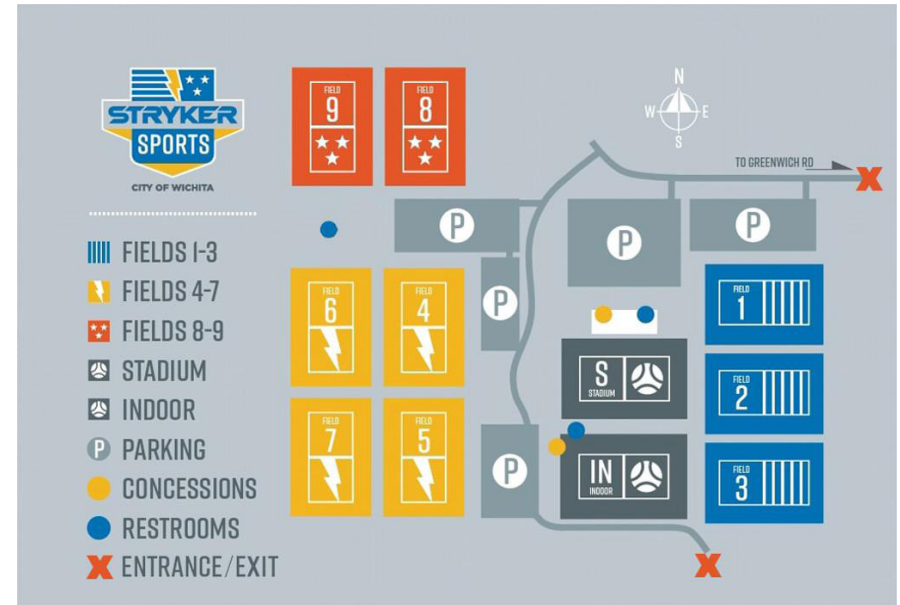 STRYKER
SPORTS
CITY OF WICHITA
FIELDS 1-3
FIELDS 4-7
FIELDS 8-9
STADIUM
INDOOR
P PARKING
CONCESSIONS
RESTROOMS
X ENTRANCE/EXIT
FIELD
9
FIELD
8
N
W E
S
TO GREENWICH RD
X
P
P
P
FIELD
6
FIELD
4
P
FIELD
1
S
STADIUM
FIELD
2
FIELD
7
FIELD
5
P
IN
INDOOR
FIELD
3
X